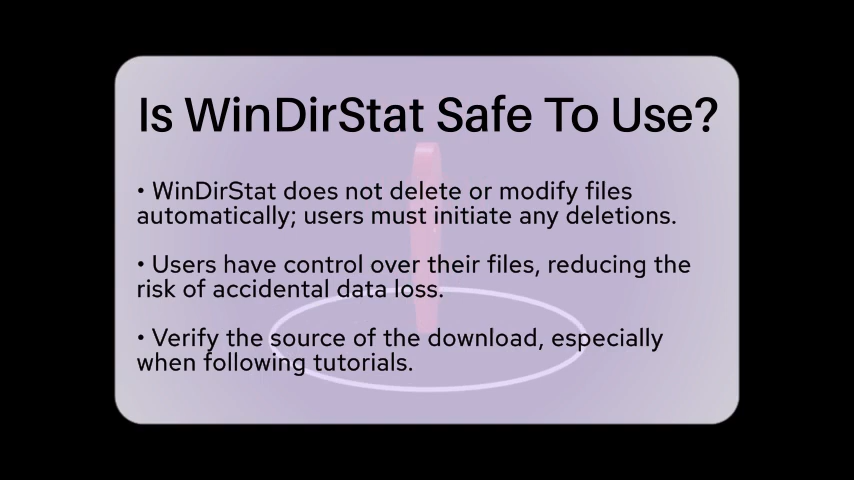 Is WinDirStat Safe To Use?
• WinDirStat does not delete or modify files
automatically; users must initiate any deletions.
• Users have control over their files, reducing the
risk of accidental data loss.
• Verify the source of the download, especially
when following tutorials.